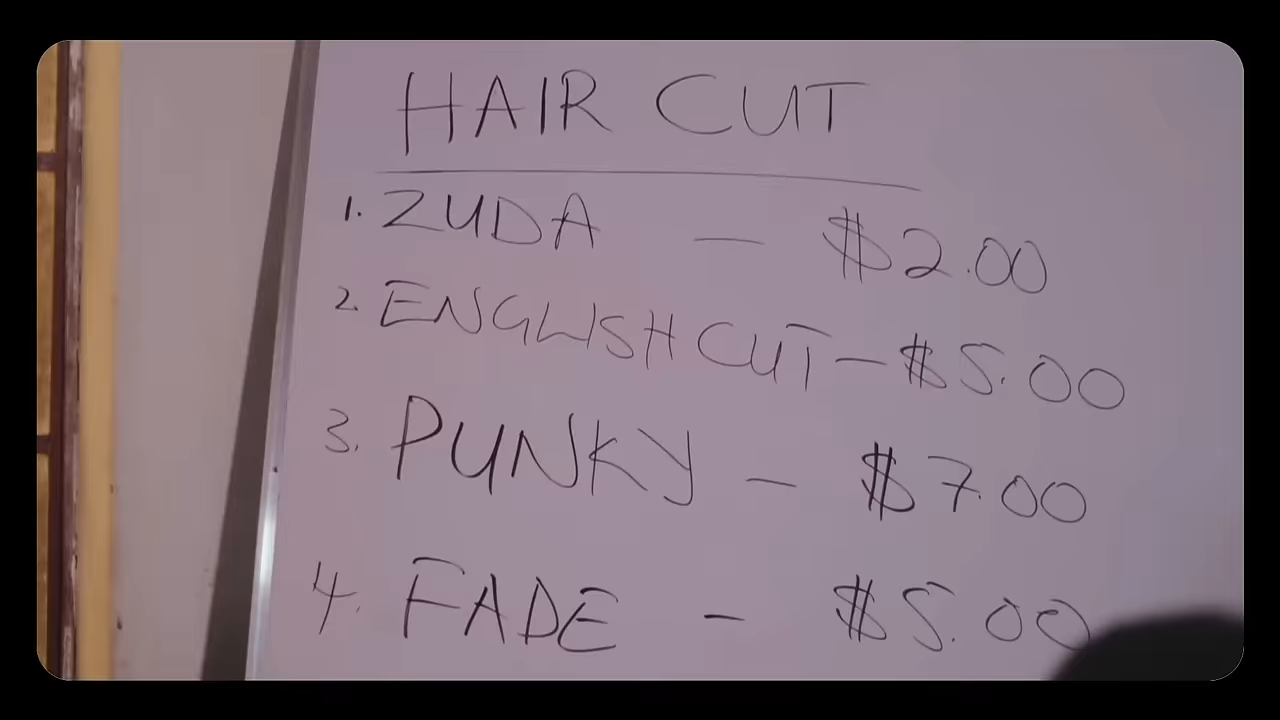 HAIR CUT
1. ZUDA — $2.00
2. ENGLISH CUT — $5.00
3. PUNKY — $7.00
4. FADE — $5.00